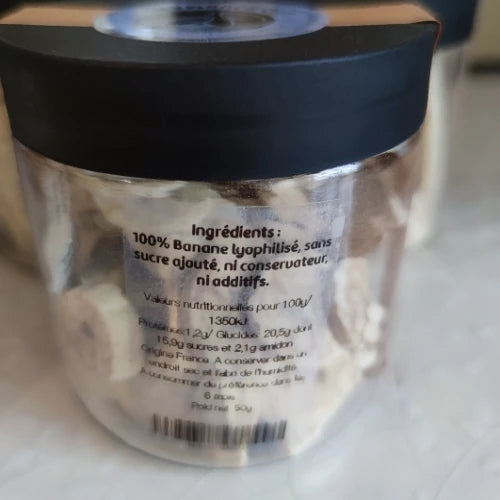 Ingrédients :
100% Banane lyophilisé, sans
sucre ajouté, ni conservateur,
ni additifs.
Valeurs nutritionnelles pour 100g/
1350kJ
Protéines:1,2g/ Glucides 20,5g dont
15,9g sucres et 2,1g amidon
Origine France. A conserver dans un
endroit sec et l'abri de l'humidité.
A consommer de préférence dans les
6 mois
Poid net 50g